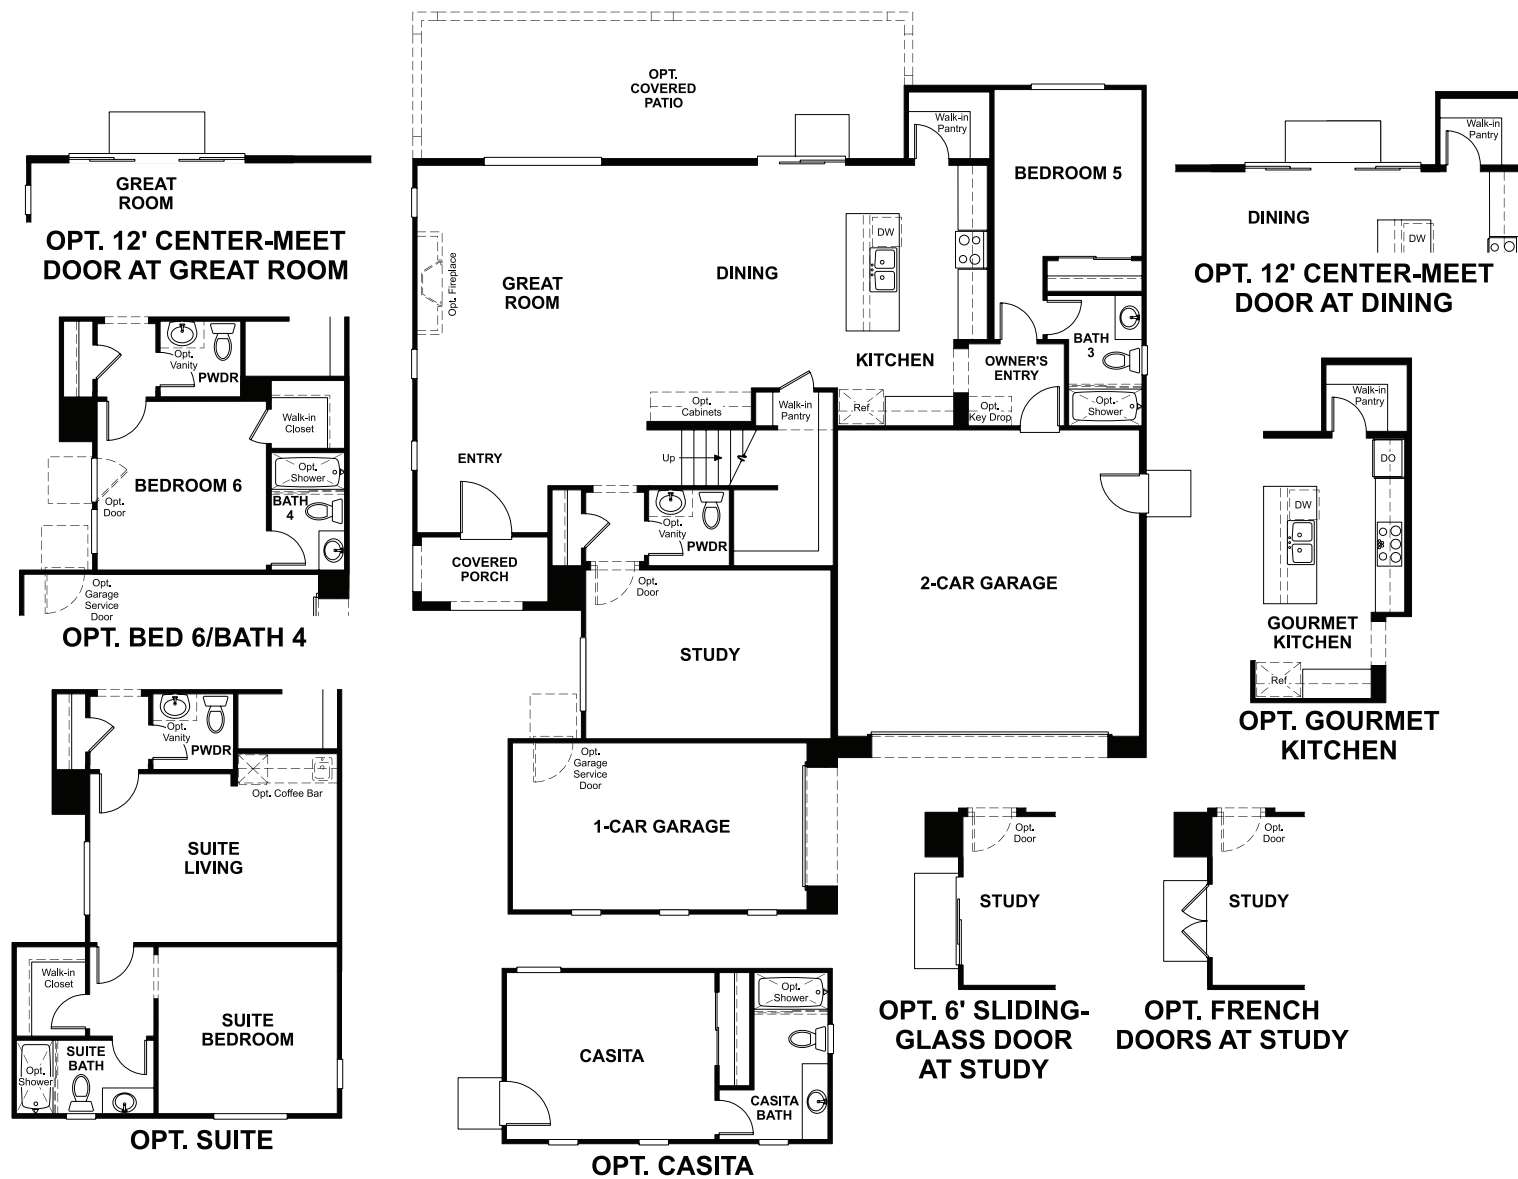 OPT.
COVERED
PATIO
Walk-in
Pantry
BEDROOM 5
GREAT
ROOM
OPT. 12' CENTER-MEET
DOOR AT GREAT ROOM
Walk-in
Pantry
DINING
DW
OPT. 12' CENTER-MEET
DOOR AT DINING
Opt. Fireplace
GREAT
ROOM
DINING
DW
KITCHEN
OWNER'S
ENTRY
BATH
3
Opt.
Shower
Opt.
Key Drop
Ref
Walk-in
Pantry
Opt.
Cabinets
Up
ENTRY
COVERED
PORCH
Opt.
Vanity
PWDR
Opt.
Door
STUDY
2-CAR GARAGE
Opt.
Garage
Service
Door
1-CAR GARAGE
Opt.
Vanity
PWDR
Walk-in
Closet
BEDROOM 6
Opt.
Shower
BATH
4
Opt.
Door
Opt.
Garage
Service
Door
OPT. BED 6/BATH 4
Walk-in
Pantry
DO
DW
GOURMET
KITCHEN
Ref
OPT. GOURMET
KITCHEN
Opt.
Vanity
PWDR
Opt. Coffee Bar
SUITE
LIVING
Walk-in
Closet
SUITE
BEDROOM
SUITE
BATH
Opt.
Shower
OPT. SUITE
CASITA
Opt.
Shower
CASITA
BATH
OPT. CASITA
Opt.
Door
STUDY
OPT. 6' SLIDING-
GLASS DOOR
AT STUDY
Opt.
Door
STUDY
OPT. FRENCH
DOORS AT STUDY